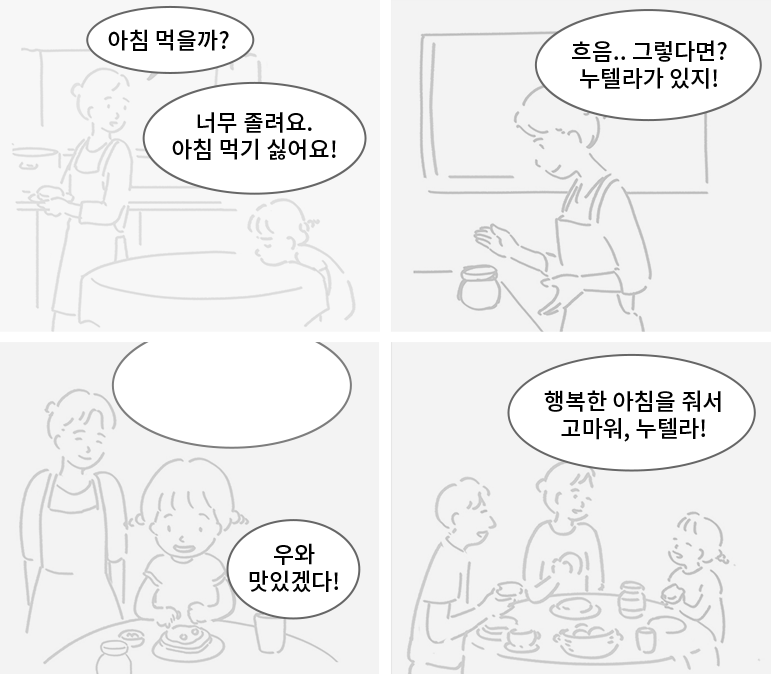 아침 먹을까?
너무 졸려요.
아침 먹기 싫어요!
흐음.. 그렇다면?
누텔라가 있지!
우와
맛있겠다!
행복한 아침을 줘서
고마워, 누텔라!